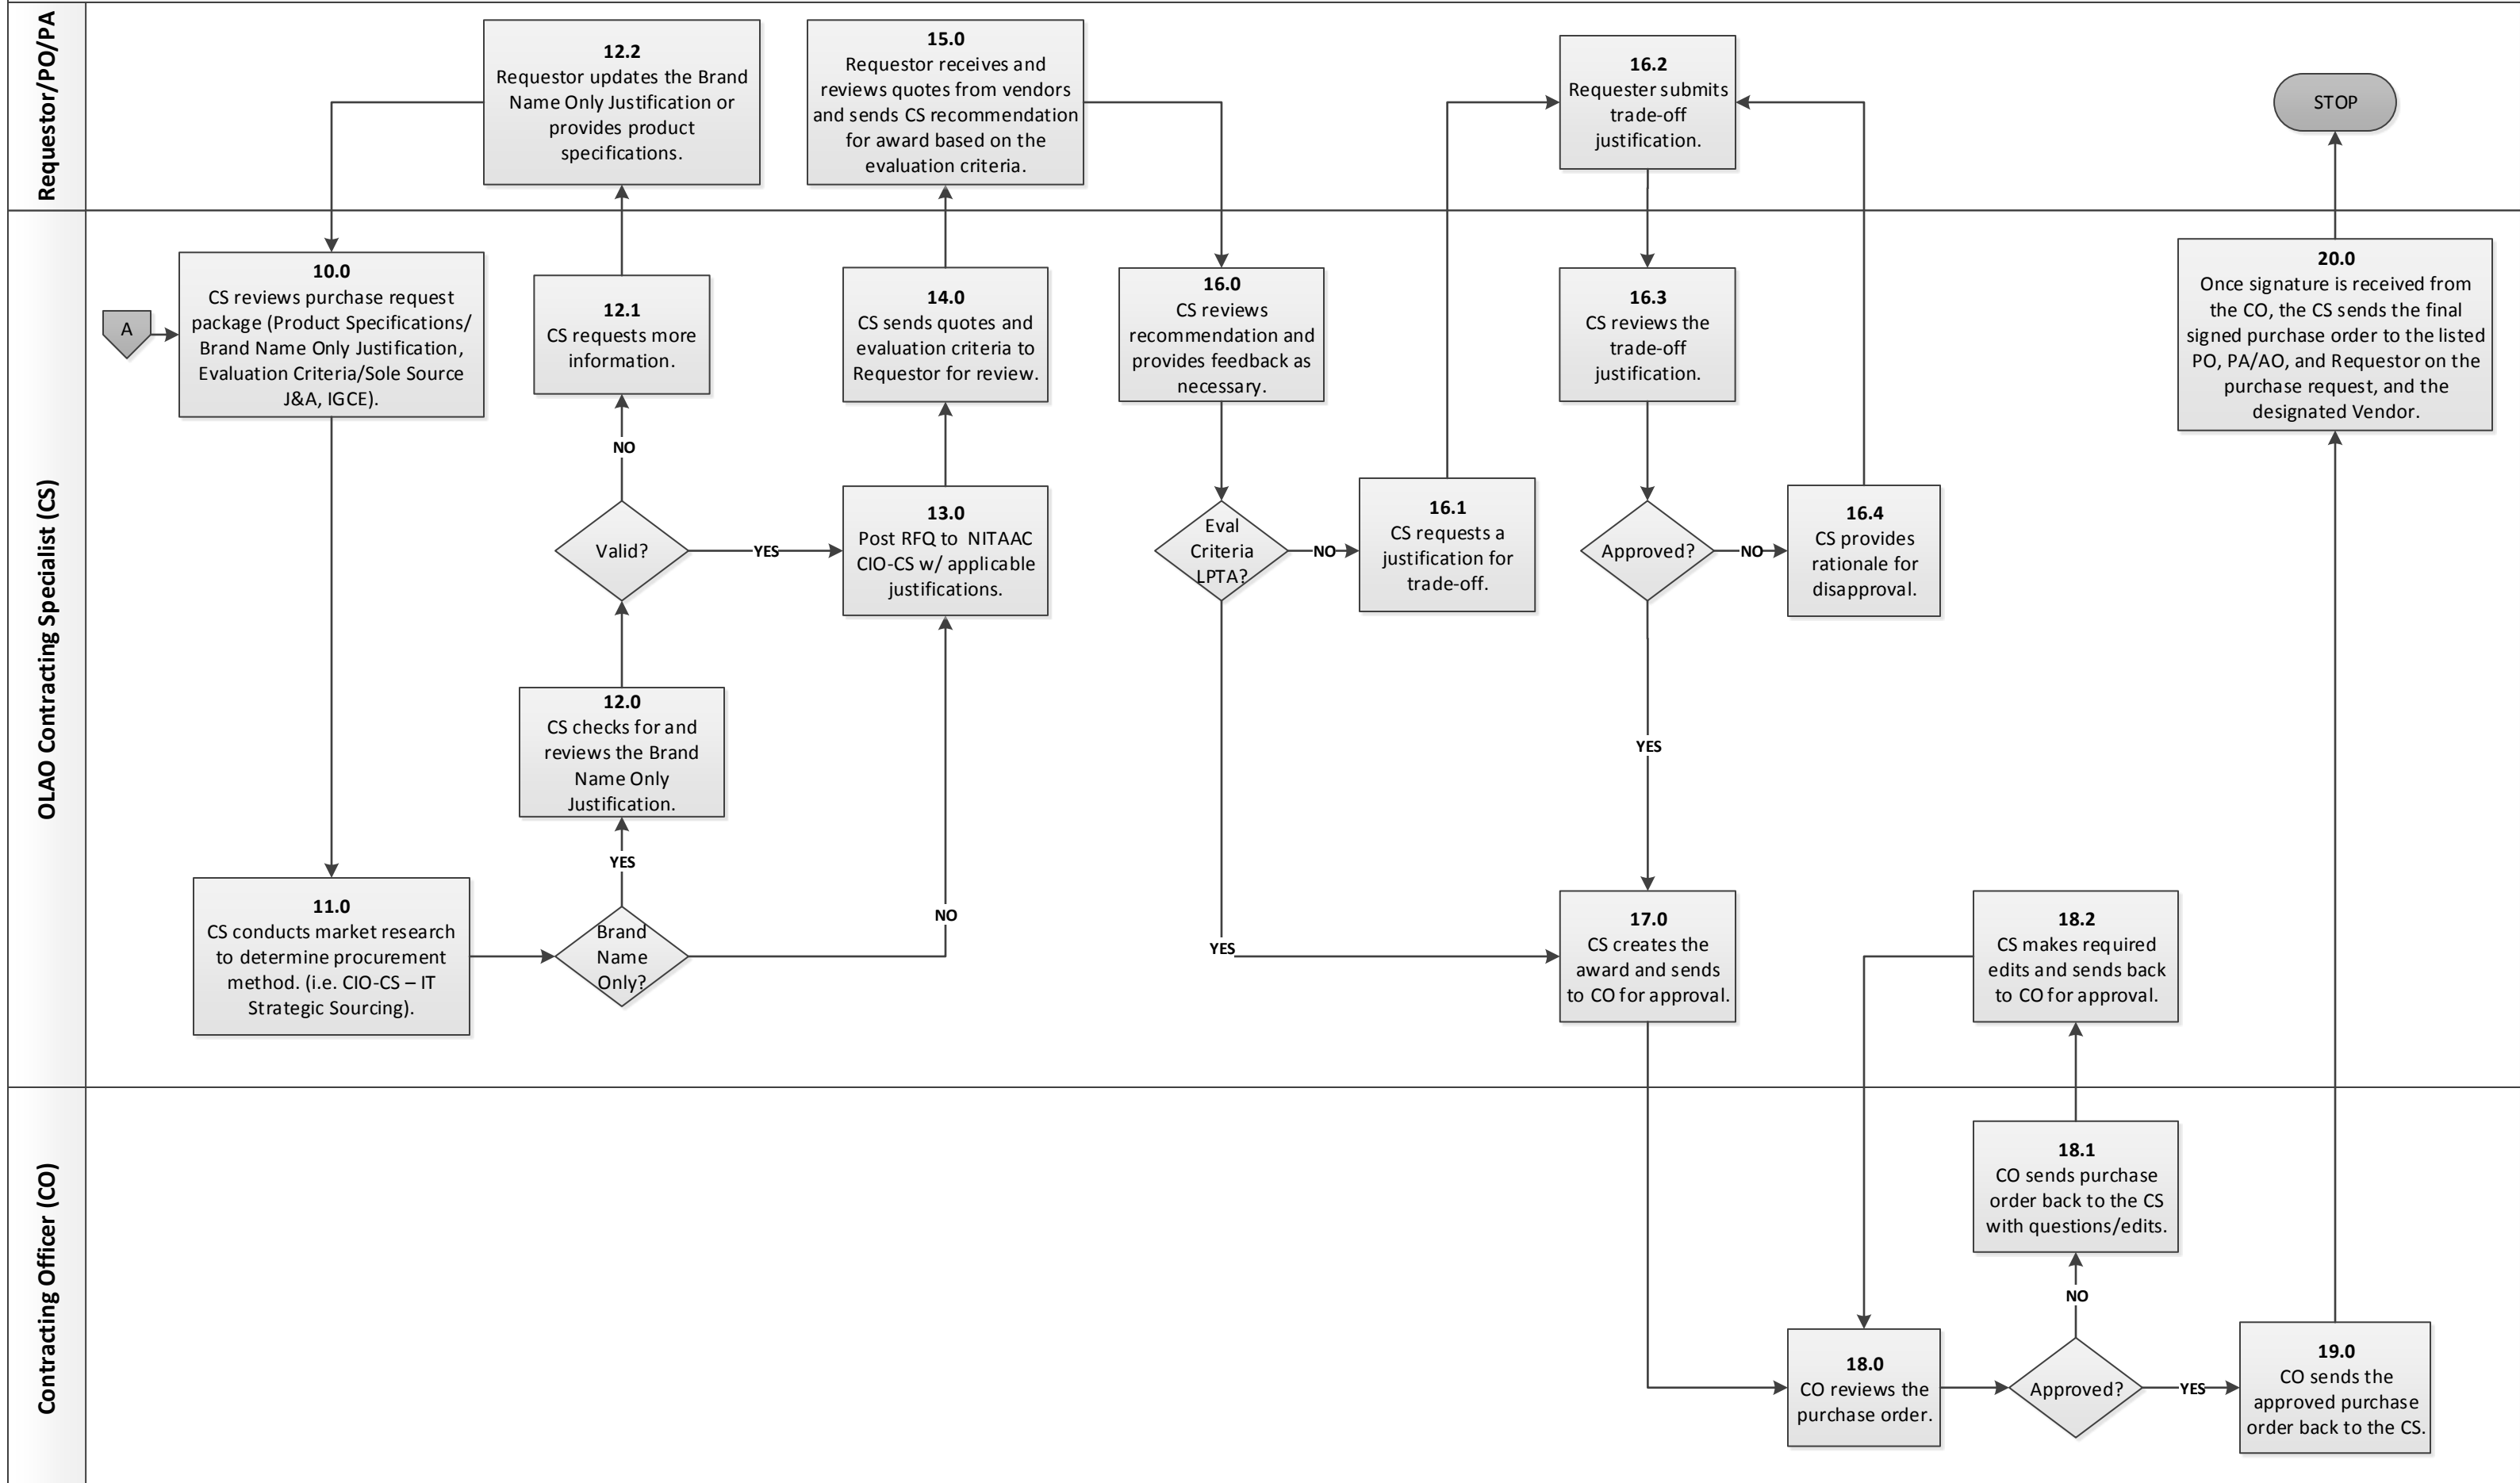 Requestor/PO/PA
12.2
Requestor updates the Brand
Name Only Justification or
provides product
specifications.
15.0
Requestor receives and
reviews quotes from vendors
and sends CS recommendation
for award based on the
evaluation criteria.
16.2
Requester submits
trade-off
justification.
STOP
OLAO Contracting Specialist (CS)
A
10.0
CS reviews purchase request
package (Product Specifications/
Brand Name Only Justification,
Evaluation Criteria/Sole Source
J&A, IGCE).
12.1
CS requests more
information.
14.0
CS sends quotes and
evaluation criteria to
Requestor for review.
16.0
CS reviews
recommendation and
provides feedback as
necessary.
16.3
CS reviews the
trade-off
justification.
20.0
Once signature is received from
the CO, the CS sends the final
signed purchase order to the listed
PO, PA/AO, and Requestor on the
purchase request, and the
designated Vendor.
NO
Valid?
YES
13.0
Post RFQ to  NITAAC
CIO-CS w/ applicable
justifications.
Eval
Criteria
LPTA?
NO
16.1
CS requests a
justification for
trade-off.
Approved?
NO
16.4
CS provides
rationale for
disapproval.
12.0
CS checks for and
reviews the Brand
Name Only
Justification.
YES
YES
11.0
CS conducts market research
to determine procurement
method. (i.e. CIO-CS – IT
Strategic Sourcing).
Brand
Name
Only?
NO
YES
17.0
CS creates the
award and sends
to CO for approval.
18.2
CS makes required
edits and sends back
to CO for approval.
Contracting Officer (CO)
18.1
CO sends purchase
order back to the CS
with questions/edits.
NO
18.0
CO reviews the
purchase order.
Approved?
YES
19.0
CO sends the
approved purchase
order back to the CS.